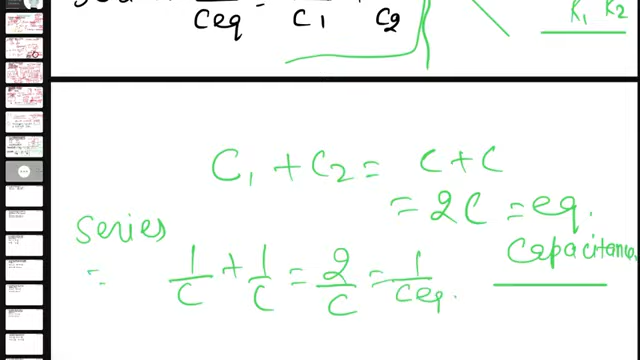 Ceq = C1 C2
K1 K2
C1 + C2 = C + C
= 2C = eq.
Capacitance
Series
= 1/C + 1/C = 2/C = 1/Ceq.